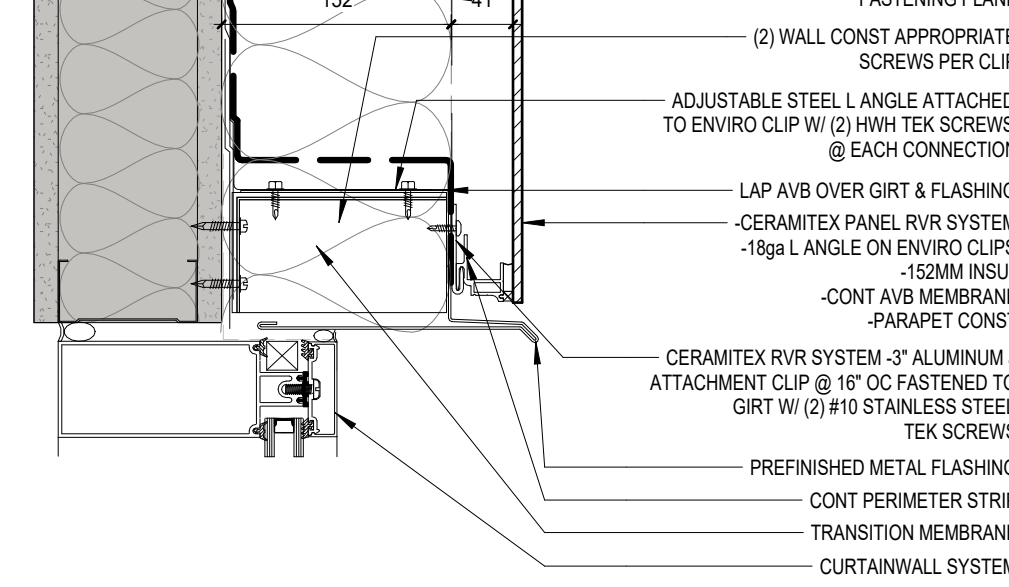 152
41
FASTENING PLANE
(2) WALL CONST APPROPRIATE
SCREWS PER CLIP
ADJUSTABLE STEEL L ANGLE ATTACHED
TO ENVIRO CLIP W/ (2) HWH TEK SCREWS
@ EACH CONNECTION
LAP AVB OVER GIRT & FLASHING
-CERAMITEX PANEL RVR SYSTEM
-18ga L ANGLE ON ENVIRO CLIPS
-152MM INSUL
-CONT AVB MEMBRANE
-PARAPET CONST
CERAMITEX RVR SYSTEM -3" ALUMINUM
ATTACHMENT CLIP @ 16" OC FASTENED TO
GIRT W/ (2) #10 STAINLESS STEEL
TEK SCREWS
PREFINISHED METAL FLASHING
CONT PERIMETER STRIP
TRANSITION MEMBRANE
CURTAINWALL SYSTEM